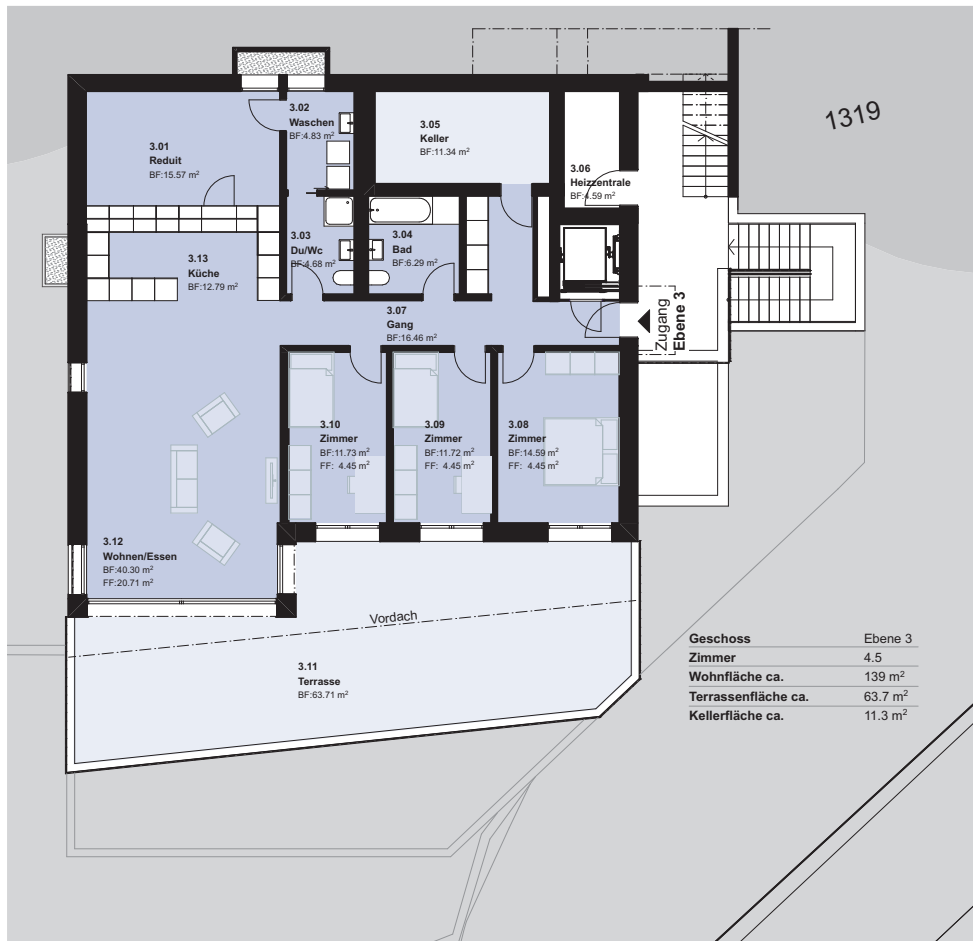 1319
3.01
Reduit
BF:15.57 m²
3.02
Waschen
BF:4.83 m²
3.05
Keller
BF:11.34 m²
3.06
Heizzentrale
BF:4.59 m²
3.13
Küche
BF:12.79 m²
3.03
Du/Wc
BF:4.68 m²
3.04
Bad
BF:6.29 m²
3.07
Gang
BF:16.46 m²
Zugang
Ebene 3
3.10
Zimmer
BF:11.73 m²
FF: 4.45 m²
3.09
Zimmer
BF:11.72 m²
FF: 4.45 m²
3.08
Zimmer
BF:14.59 m²
FF: 4.45 m²
3.12
Wohnen/Essen
BF:40.30 m²
FF:20.71 m²
Vordach
3.11
Terrasse
BF:63.71 m²
Geschoss Ebene 3
Zimmer 4.5
Wohnfläche ca. 139 m²
Terrassenfläche ca. 63.7 m²
Kellerfläche ca. 11.3 m²